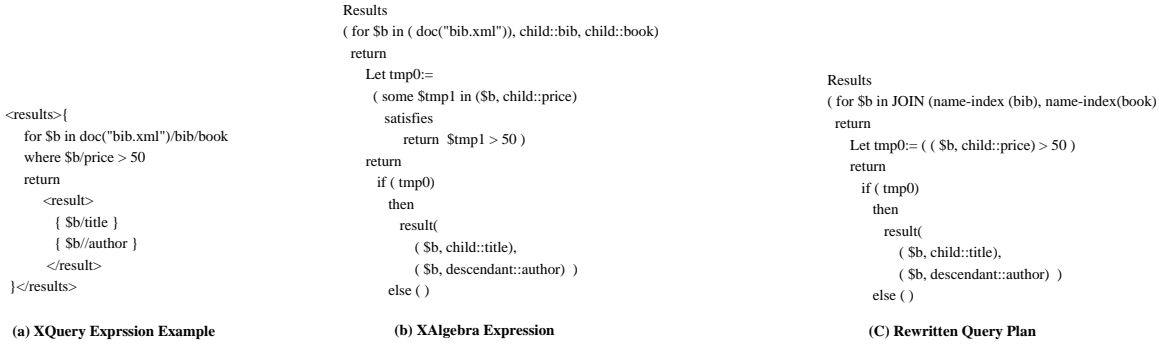 <results>{
for $b in doc("bib.xml")/bib/book
where $b/price > 50
return
<result>
{ $b/title }
{ $b//author }
</result>
}</results>
(a) XQuery Exprssion Example
Results
( for $b in ( doc("bib.xml")), child::bib, child::book)
return
Let tmp0:=
( some $tmp1 in ($b, child::price)
satisfies
return $tmp1 > 50 )
return
if ( tmp0)
then
result(
( $b, child::title),
( $b, descendant::author) )
else ( )
(b) XAlgebra Expression
Results
( for $b in JOIN (name-index (bib), name-index(book)
return
Let tmp0:= ( ( $b, child::price) > 50 )
return
if ( tmp0)
then
result(
( $b, child::title),
( $b, descendant::author) )
else ( )
(C) Rewritten Query Plan